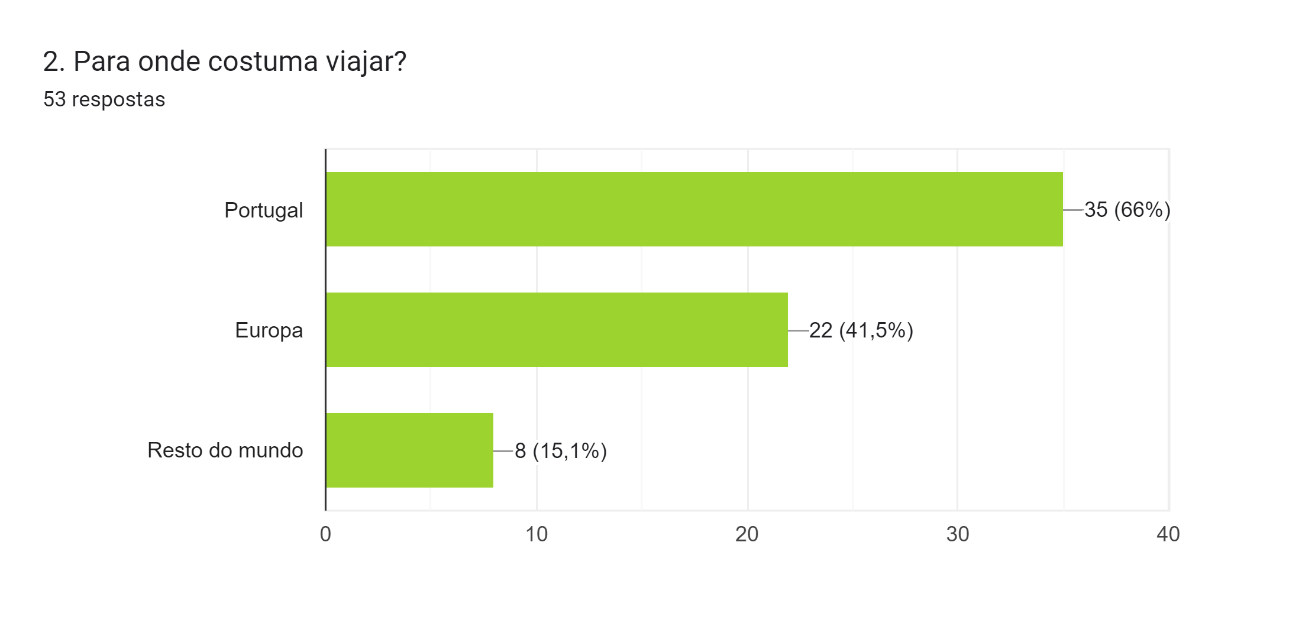 2. Para onde costuma viajar?
53 respostas
Portugal
35 (66%)
Europa
22 (41,5%)
Resto do mundo
8 (15,1%)
0
10
20
30
40